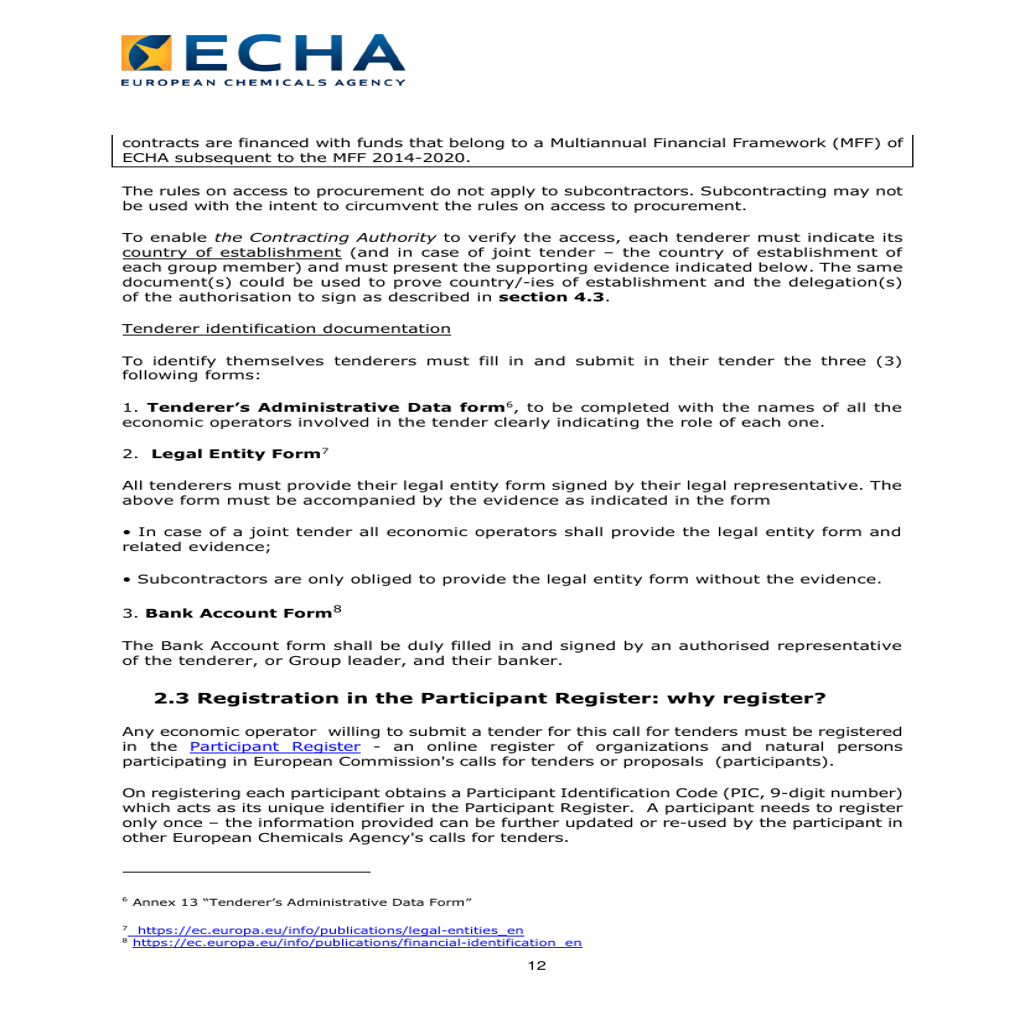 ECHA
EUROPEAN CHEMICALS AGENCY
contracts are financed with funds that belong to a Multiannual Financial Framework (MFF) of
ECHA subsequent to the MFF 2014-2020.
The rules on access to procurement do not apply to subcontractors. Subcontracting may not
be used with the intent to circumvent the rules on access to procurement.
To enable the Contracting Authority to verify the access, each tenderer must indicate its
country of establishment (and in case of joint tender – the country of establishment of
each group member) and must present the supporting evidence indicated below. The same
document(s) could be used to prove country/-ies of establishment and the delegation(s)
of the authorisation to sign as described in section 4.3.
Tenderer identification documentation
To identify themselves tenderers must fill in and submit in their tender the three (3)
following forms:
1. Tenderer’s Administrative Data form⁶, to be completed with the names of all the
economic operators involved in the tender clearly indicating the role of each one.
2. Legal Entity Form⁷
All tenderers must provide their legal entity form signed by their legal representative. The
above form must be accompanied by the evidence as indicated in the form
• In case of a joint tender all economic operators shall provide the legal entity form and
related evidence;
• Subcontractors are only obliged to provide the legal entity form without the evidence.
3. Bank Account Form⁸
The Bank Account form shall be duly filled in and signed by an authorised representative
of the tenderer, or Group leader, and their banker.
2.3 Registration in the Participant Register: why register?
Any economic operator willing to submit a tender for this call for tenders must be registered
in the Participant Register - an online register of organizations and natural persons
participating in European Commission's calls for tenders or proposals (participants).
On registering each participant obtains a Participant Identification Code (PIC, 9-digit number)
which acts as its unique identifier in the Participant Register. A participant needs to register
only once – the information provided can be further updated or re-used by the participant in
other European Chemicals Agency's calls for tenders.
⁶ Annex 13 “Tenderer’s Administrative Data Form”
⁷ https://ec.europa.eu/info/publications/legal-entities_en
⁸ https://ec.europa.eu/info/publications/financial-identification_en
12